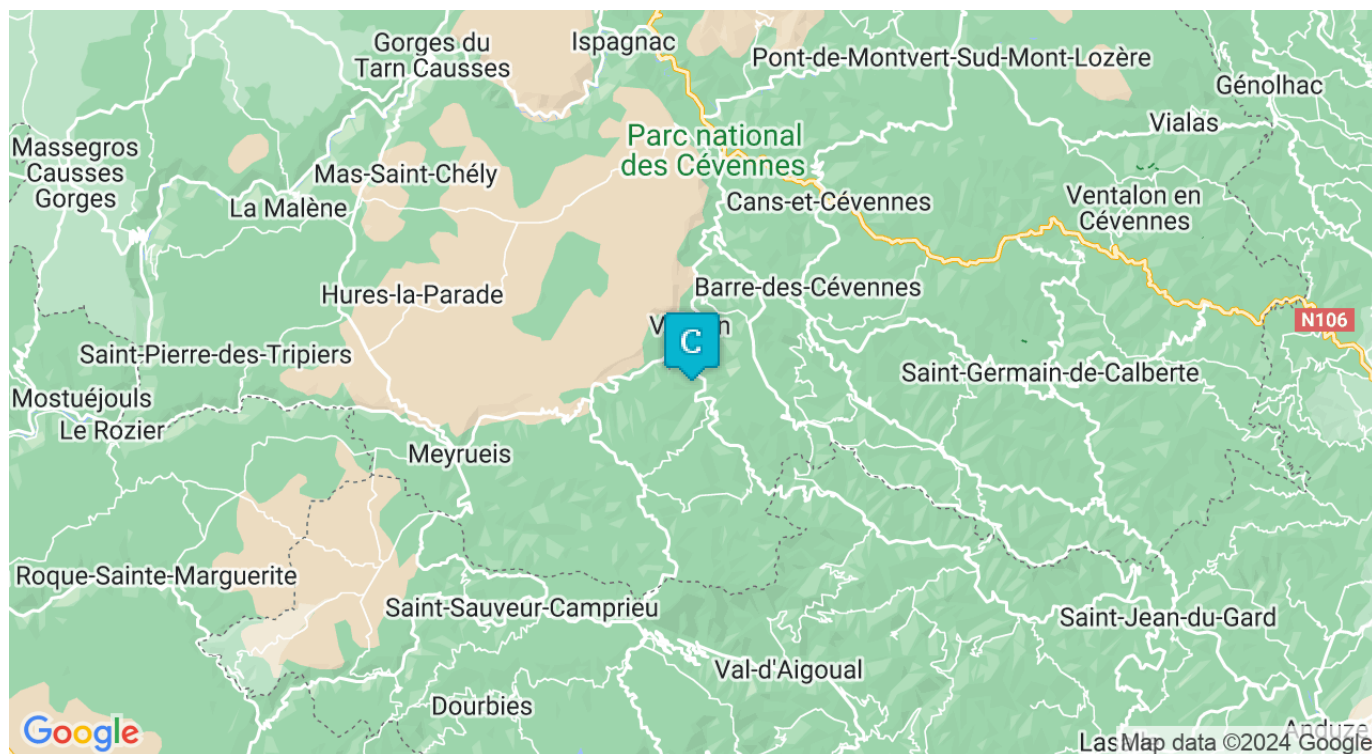 Gorges du
Tarn Causses
Ispagnac
Pont-de-Montvert-Sud-Mont-Lozère
Génolhac
Vialas
Parc national
des Cévennes
Massegros
Causses
Gorges
Mas-Saint-Chély
La Malène
Cans-et-Cévennes
Ventalon en
Cévennes
Hures-la-Parade
Barre-des-Cévennes
N106
C
Saint-Pierre-des-Tripiers
Saint-Germain-de-Calberte
Mostuéjouls
Le Rozier
Meyrueis
Roque-Sainte-Marguerite
Saint-Sauveur-Camprieu
Saint-Jean-du-Gard
Val-d'Aigoual
Dourbies
Anduze
Google
Map data ©2024 Google